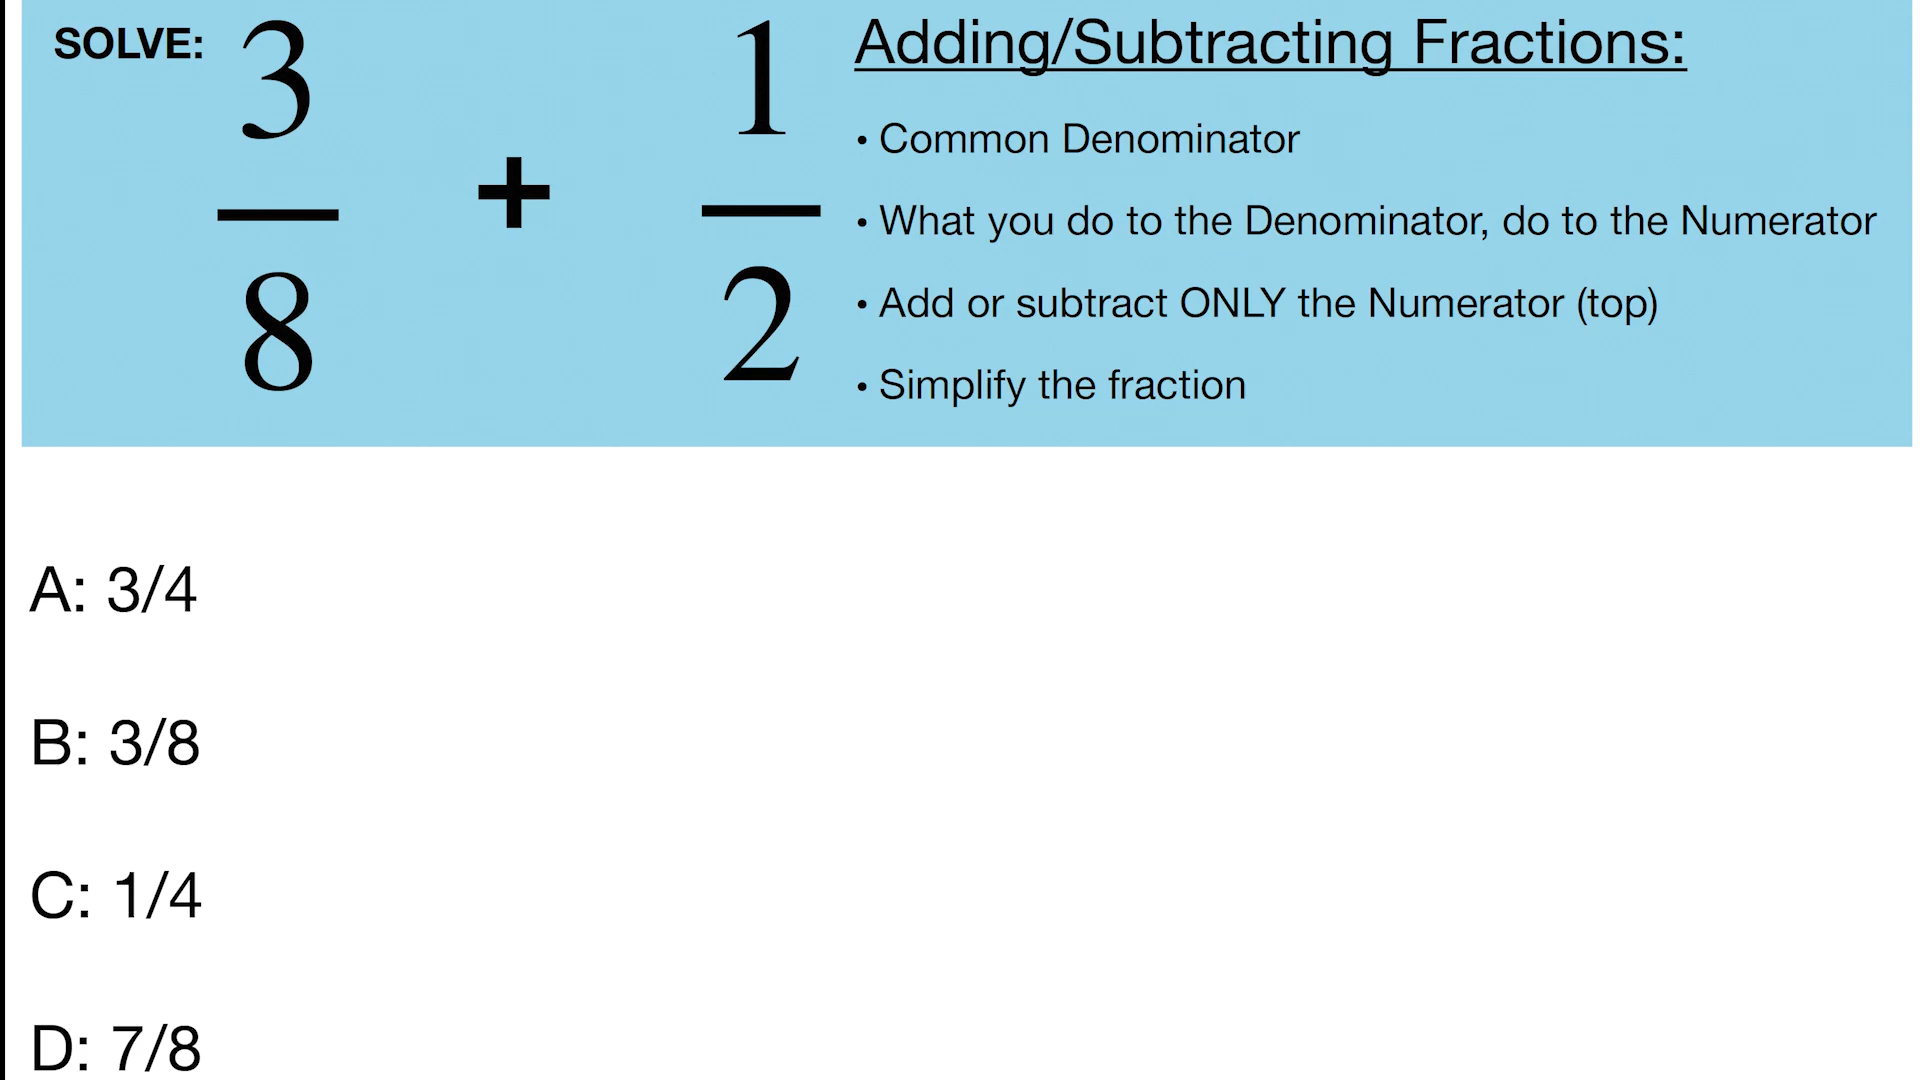 SOLVE:
3/8 + 1/2
Adding/Subtracting Fractions:
• Common Denominator
• What you do to the Denominator, do to the Numerator
• Add or subtract ONLY the Numerator (top)
• Simplify the fraction
A: 3/4
B: 3/8
C: 1/4
D: 7/8